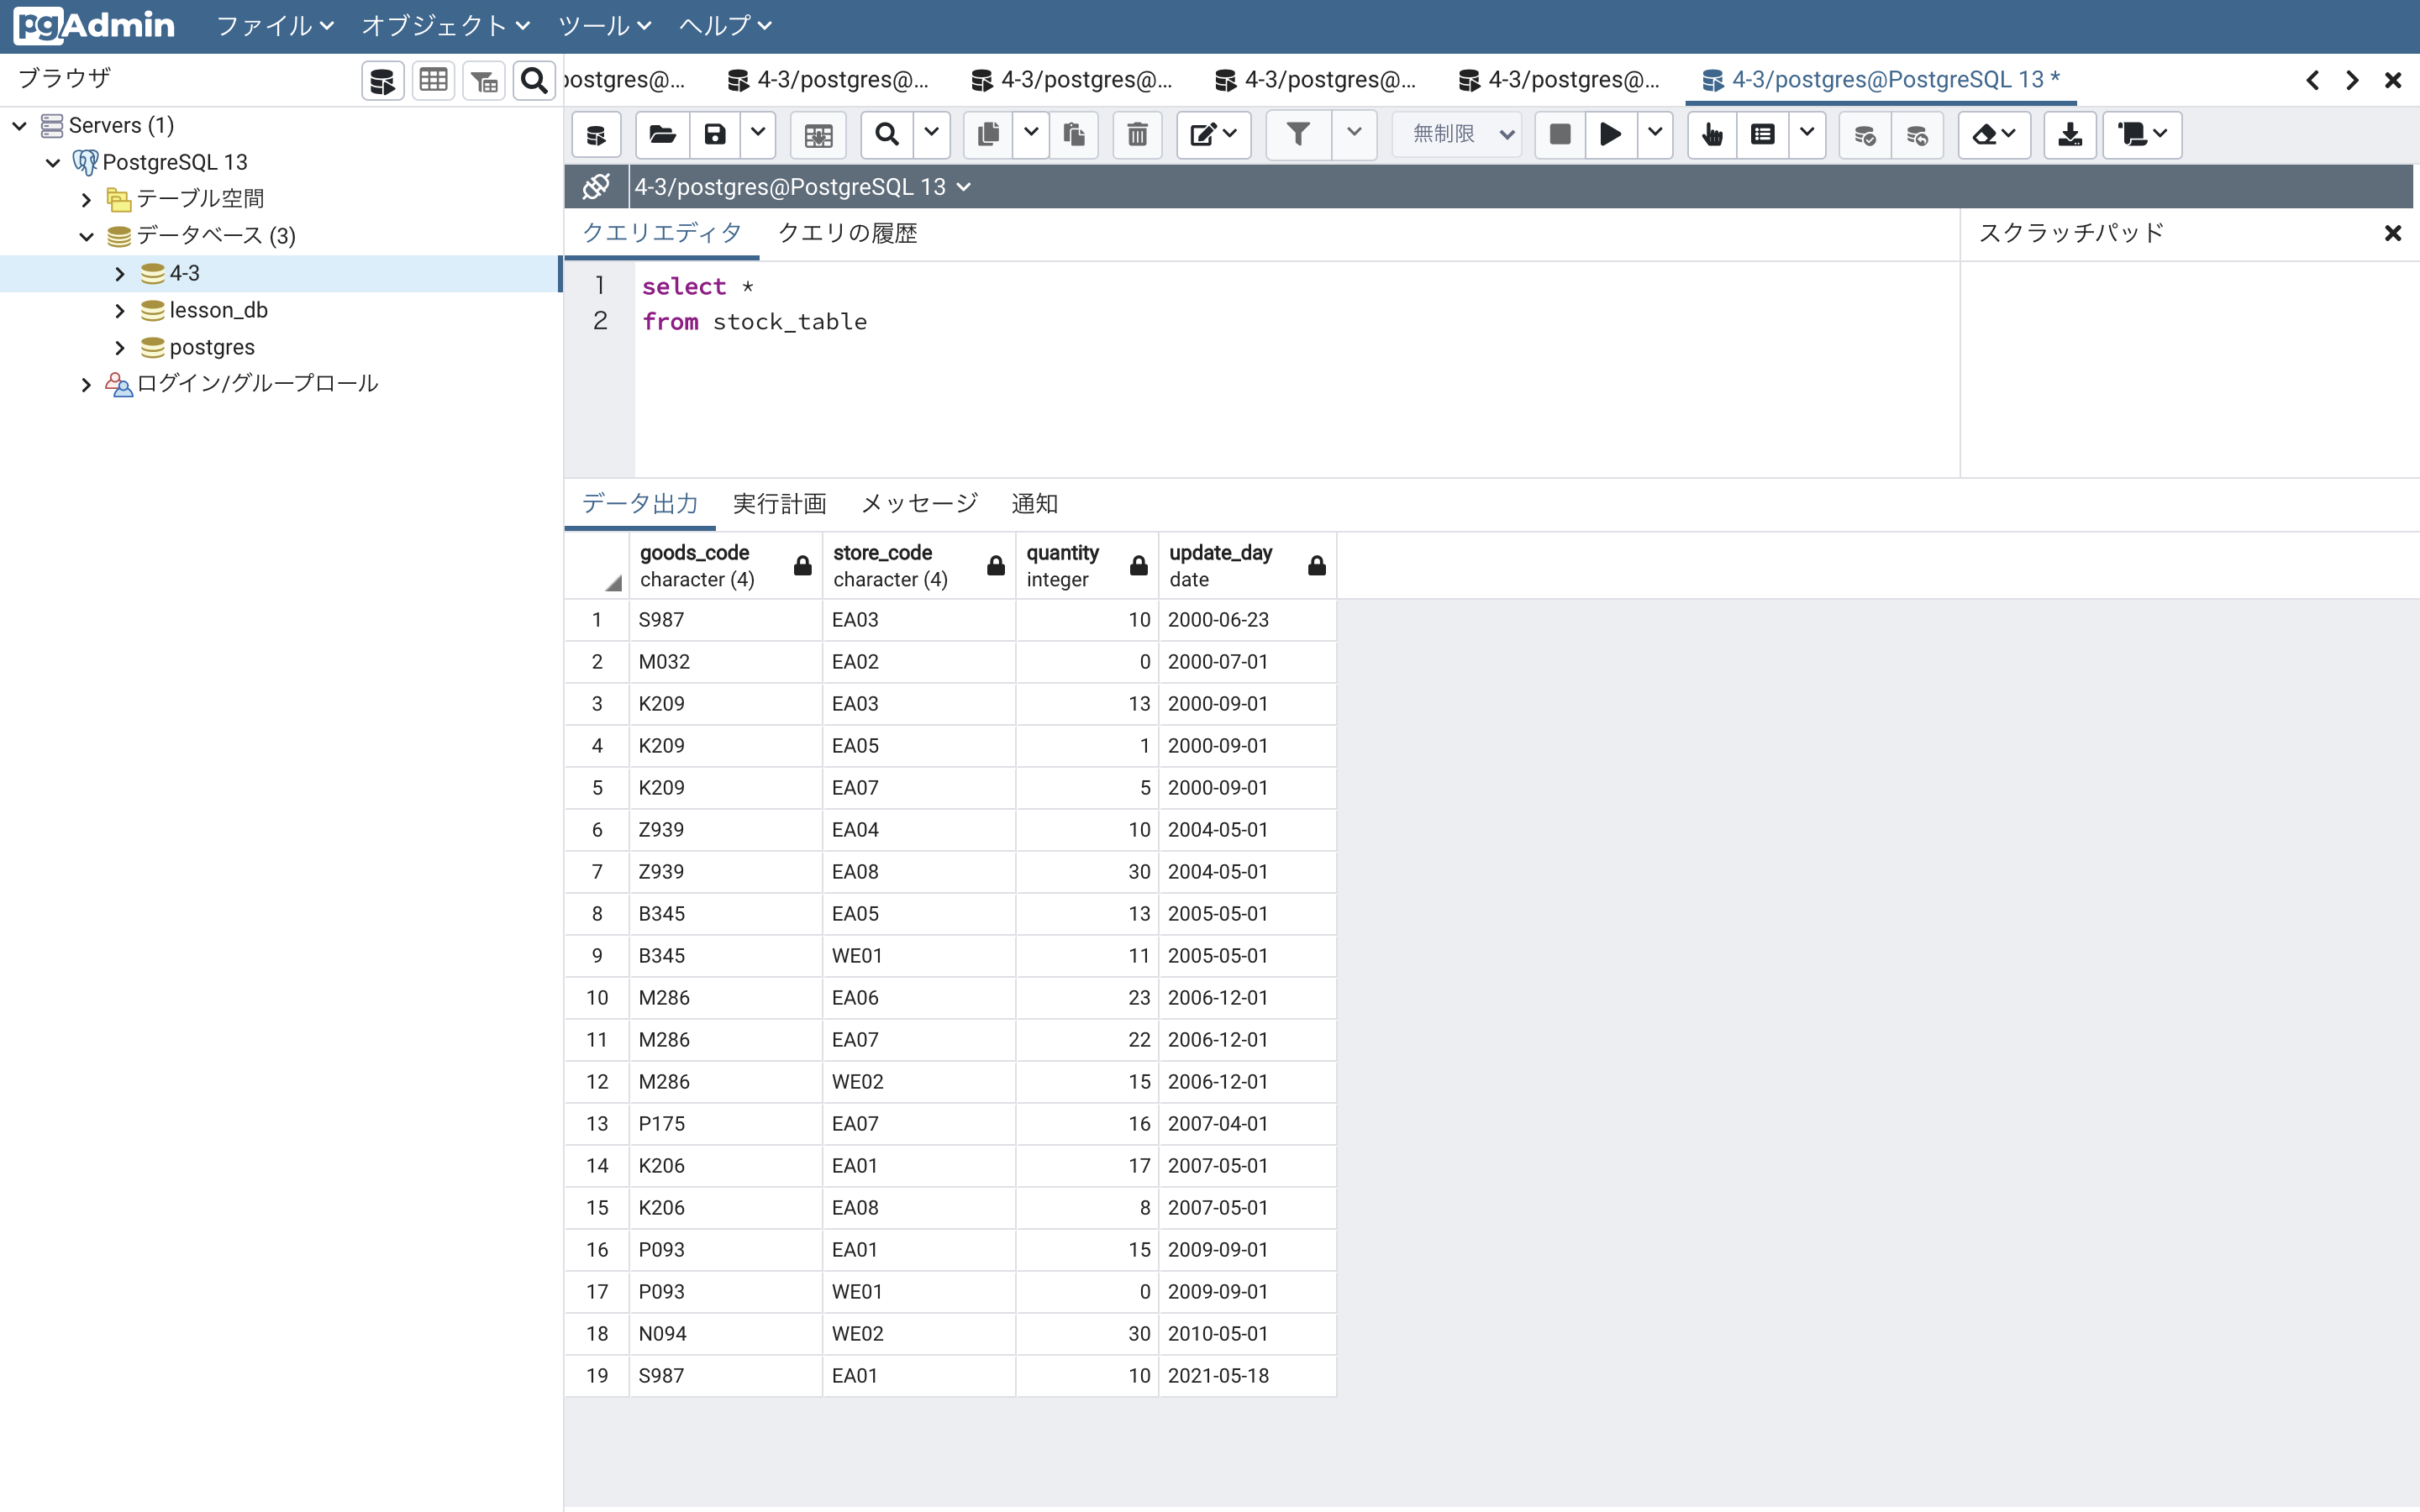 pgAdmin ファイル オブジェクト ツール ヘルプ
ブラウザ
postgres@... 4-3/postgres@... 4-3/postgres@... 4-3/postgres@... 4-3/postgres@... 4-3/postgres@PostgreSQL 13 *
Servers (1)
PostgreSQL 13
テーブル空間
データベース (3)
4-3
lesson_db
postgres
ログイン/グループロール
無制限
4-3/postgres@PostgreSQL 13
クエリエディタ クエリの履歴 スクラッチパッド
1 select *
2 from stock_table
データ出力 実行計画 メッセージ 通知
goods_code store_code quantity update_day
character (4) character (4) integer date
1 S987 EA03 10 2000-06-23
2 M032 EA02 0 2000-07-01
3 K209 EA03 13 2000-09-01
4 K209 EA05 1 2000-09-01
5 K209 EA07 5 2000-09-01
6 Z939 EA04 10 2004-05-01
7 Z939 EA08 30 2004-05-01
8 B345 EA05 13 2005-05-01
9 B345 WE01 11 2005-05-01
10 M286 EA06 23 2006-12-01
11 M286 EA07 22 2006-12-01
12 M286 WE02 15 2006-12-01
13 P175 EA07 16 2007-04-01
14 K206 EA01 17 2007-05-01
15 K206 EA08 8 2007-05-01
16 P093 EA01 15 2009-09-01
17 P093 WE01 0 2009-09-01
18 N094 WE02 30 2010-05-01
19 S987 EA01 10 2021-05-18